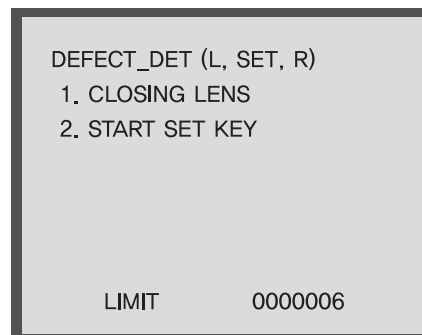 DEFECT_DET (L, SET, R)
1. CLOSING LENS
2. START SET KEY
LIMIT 0000006